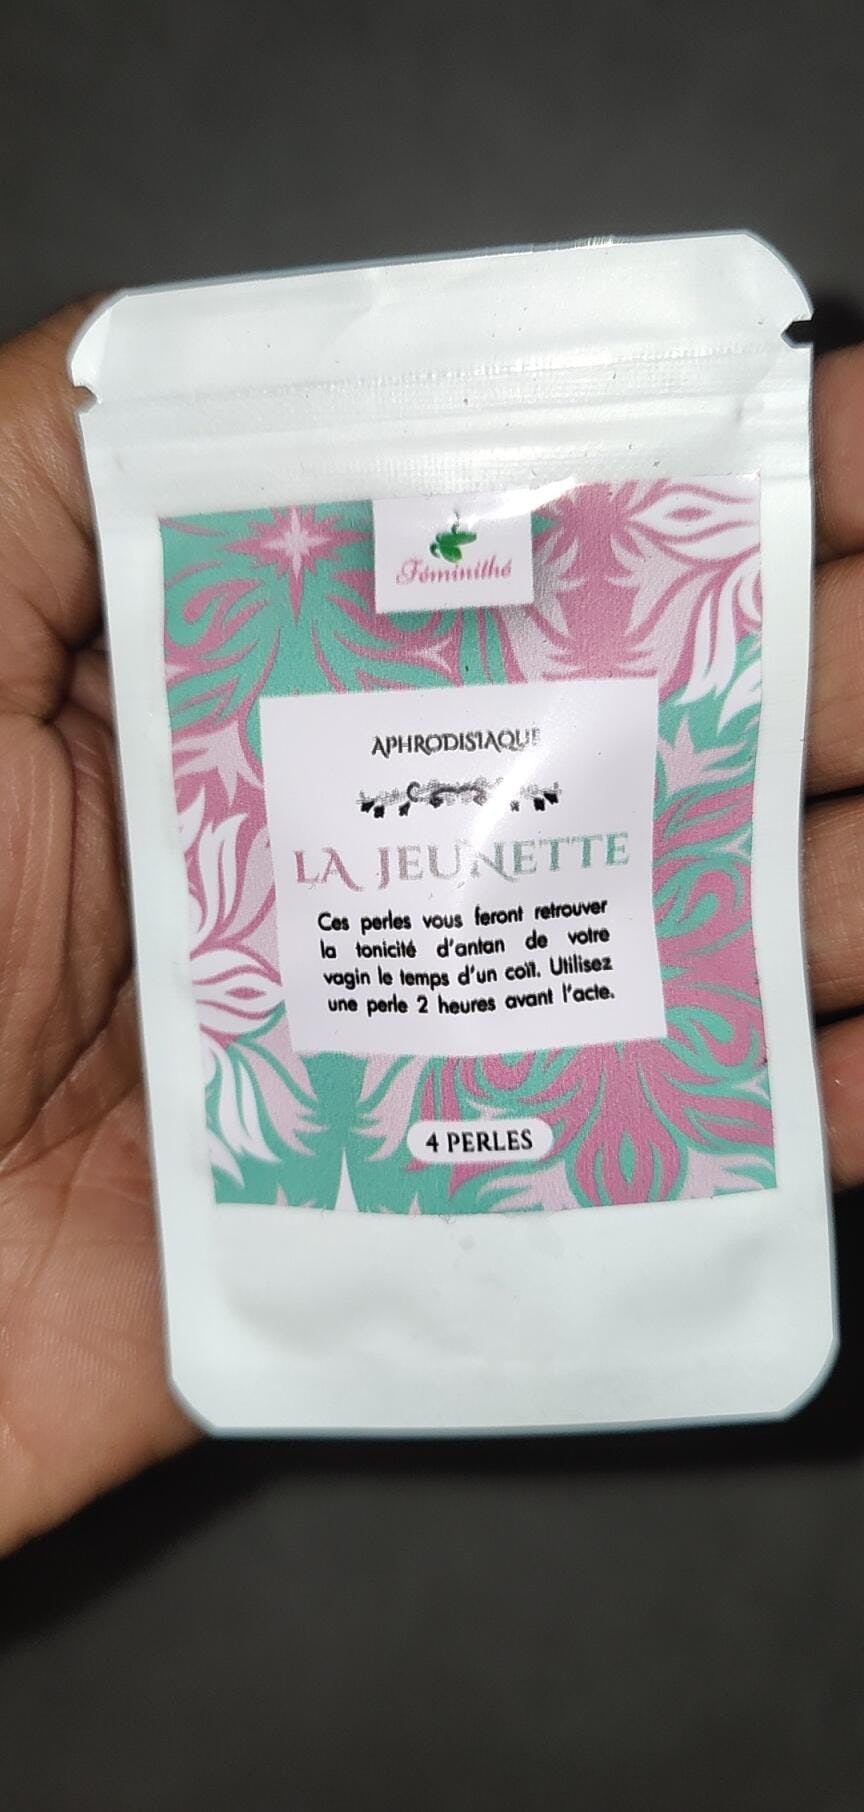 Féminithé
APHRODISIAQUE
LA JEUNETTE
Ces perles vous feront retrouver
la tonicité d'antan de votre
vagin le temps d'un coït. Utilisez
une perle 2 heures avant l'acte.
4 PERLES